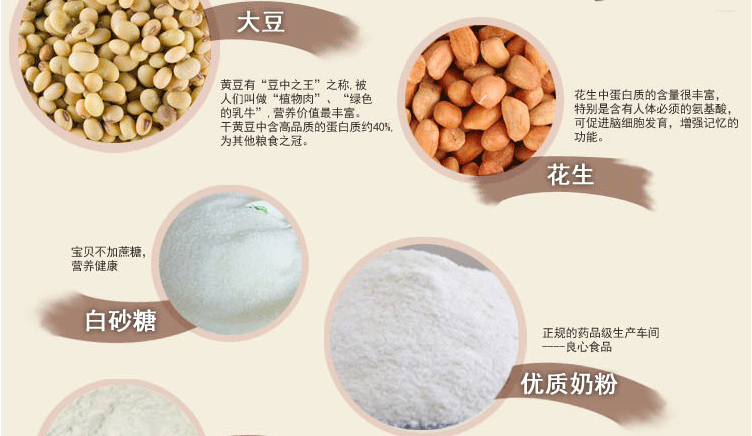 大豆
黄豆有“豆中之王”之称,被
人们叫做“植物肉”、“绿色
的乳牛”,营养价值最丰富。
干黄豆中含高品质的蛋白质约40%,
为其他粮食之冠。
花生中蛋白质的含量很丰富，
特别是含有人体必须的氨基酸，
可促进脑细胞发育，增强记忆的
功能。
花生
宝贝不加蔗糖，
营养健康
白砂糖
正规的药品级生产车间
----良心食品
优质奶粉